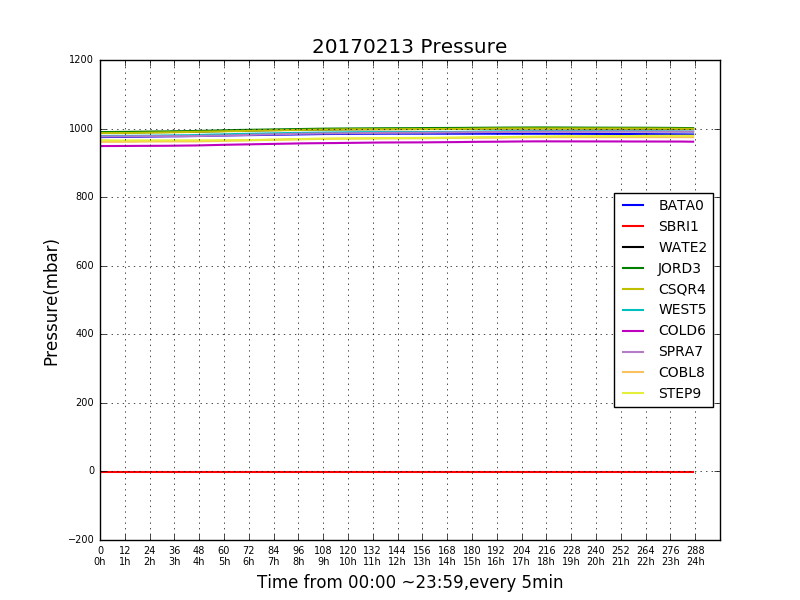 20170213 Pressure
1200
1000
800
600
400
200
0
−200
Pressure(mbar)
BATA0
SBRI1
WATE2
JORD3
CSQR4
WEST5
COLD6
SPRA7
COBL8
STEP9
0 12 24 36 48 60 72 84 96 108 120 132 144 156 168 180 192 204 216 228 240 252 264 276 288
0h 1h 2h 3h 4h 5h 6h 7h 8h 9h 10h 11h 12h 13h 14h 15h 16h 17h 18h 19h 20h 21h 22h 23h 24h
Time from 00:00 ~23:59,every 5min